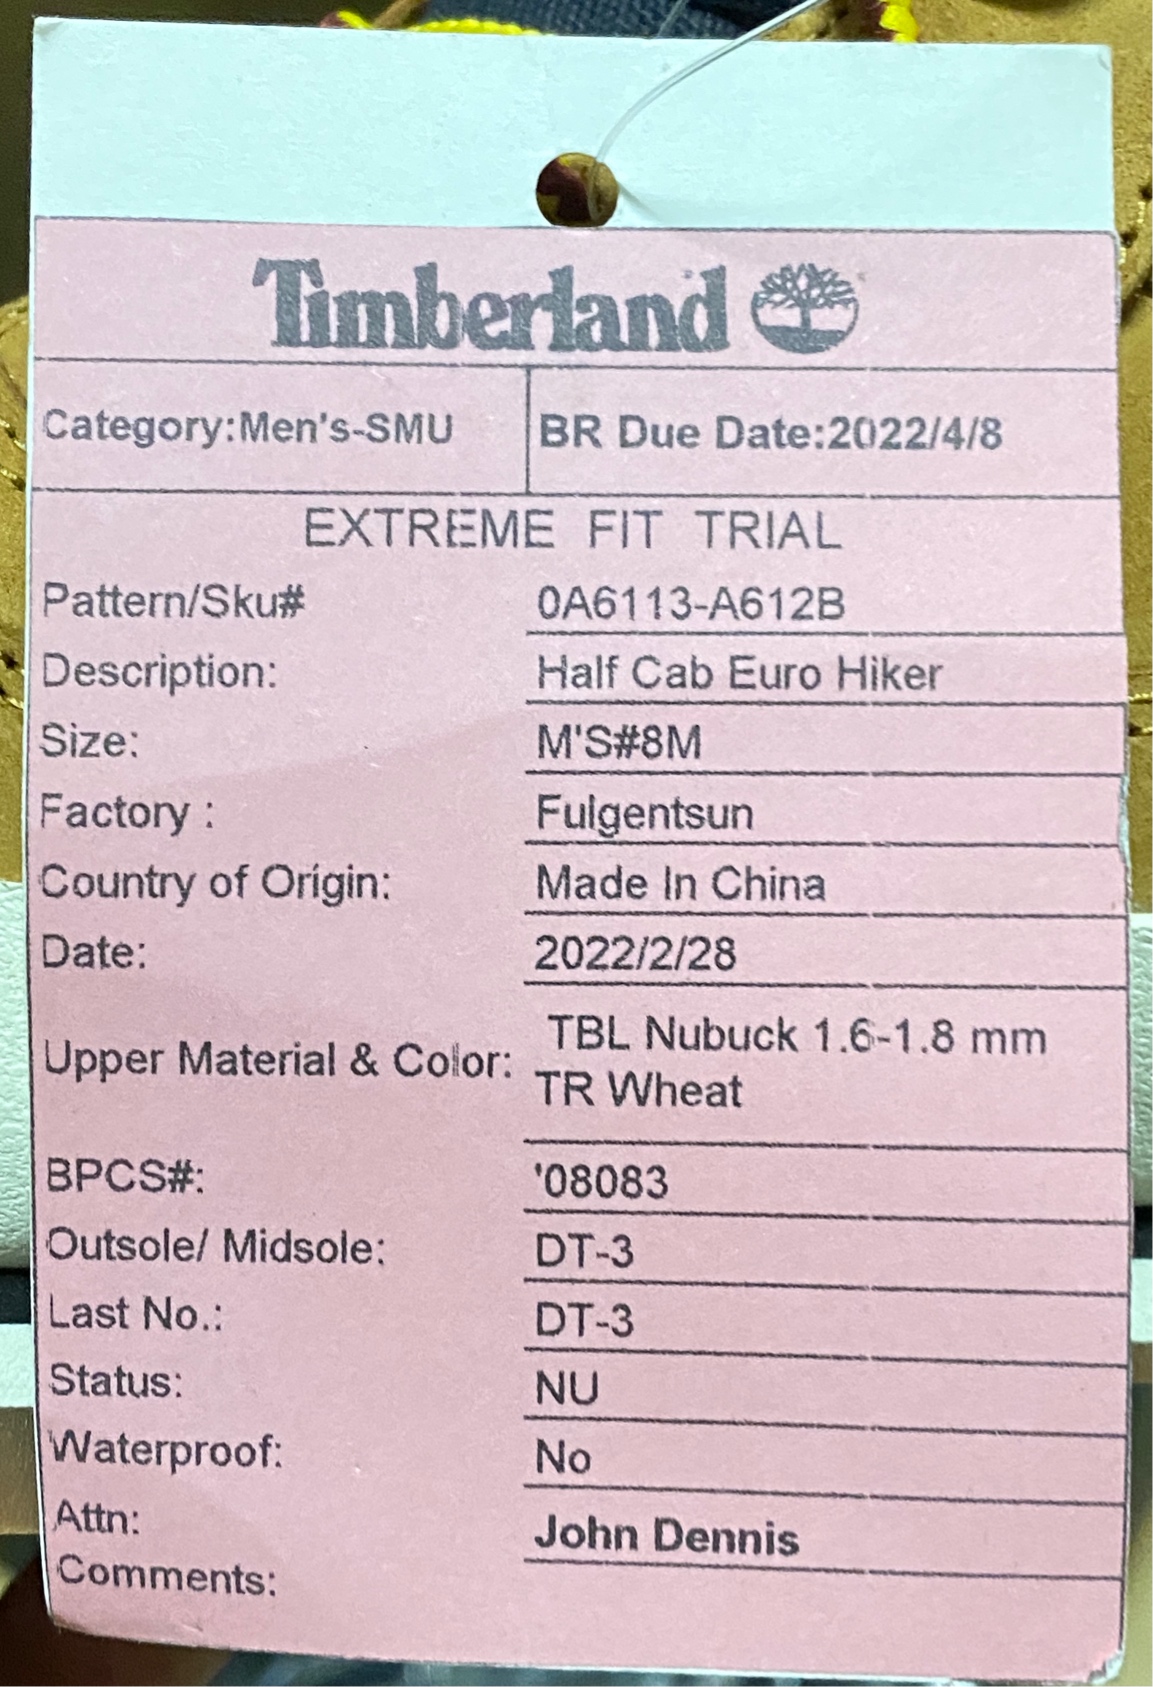 Timberland
Category:Men's-SMU
BR Due Date:2022/4/8
EXTREME FIT TRIAL
Pattern/Sku# 0A6113-A612B
Description: Half Cab Euro Hiker
Size: M'S#8M
Factory : Fulgentsun
Country of Origin: Made In China
Date: 2022/2/28
Upper Material & Color: TBL Nubuck 1.6-1.8 mm
TR Wheat
BPCS#: '08083
Outsole/ Midsole: DT-3
Last No.: DT-3
Status: NU
Waterproof: No
Attn: John Dennis
Comments: